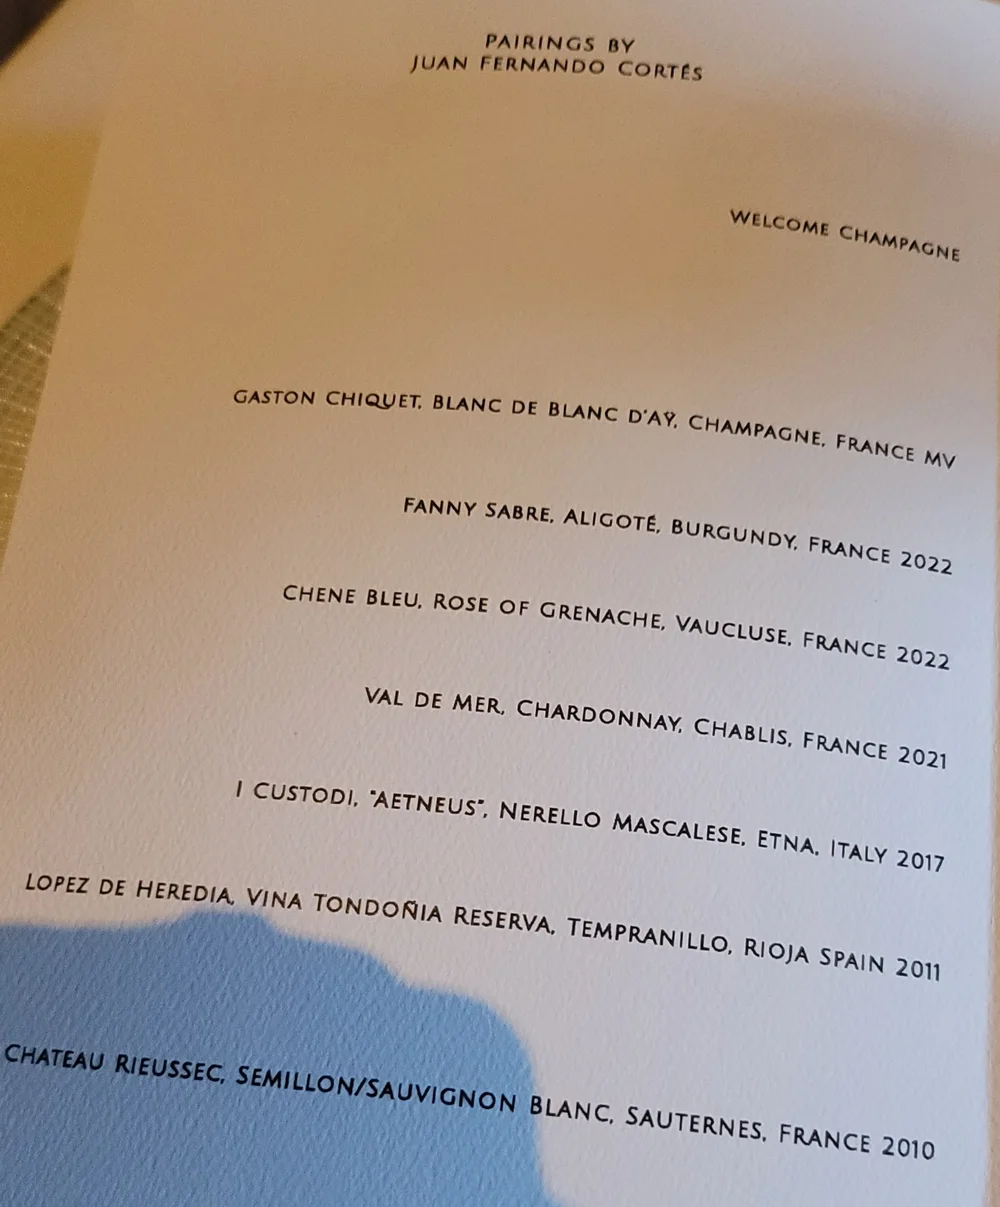 PAIRINGS BY
JUAN FERNANDO CORTÉS
WELCOME CHAMPAGNE
GASTON CHIQUET, BLANC DE BLANC D'AŸ, CHAMPAGNE, FRANCE MV
FANNY SABRE, ALIGOTÉ, BURGUNDY, FRANCE 2022
CHENE BLEU, ROSE OF GRENACHE, VAUCLUSE, FRANCE 2022
VAL DE MER, CHARDONNAY, CHABLIS, FRANCE 2021
I CUSTODI, "AETNEUS", NERELLO MASCALESE, ETNA, ITALY 2017
LOPEZ DE HEREDIA, VINA TONDOÑIA RESERVA, TEMPRANILLO, RIOJA SPAIN 2011
CHATEAU RIEUSSEC, SEMILLON/SAUVIGNON BLANC, SAUTERNES, FRANCE 2010